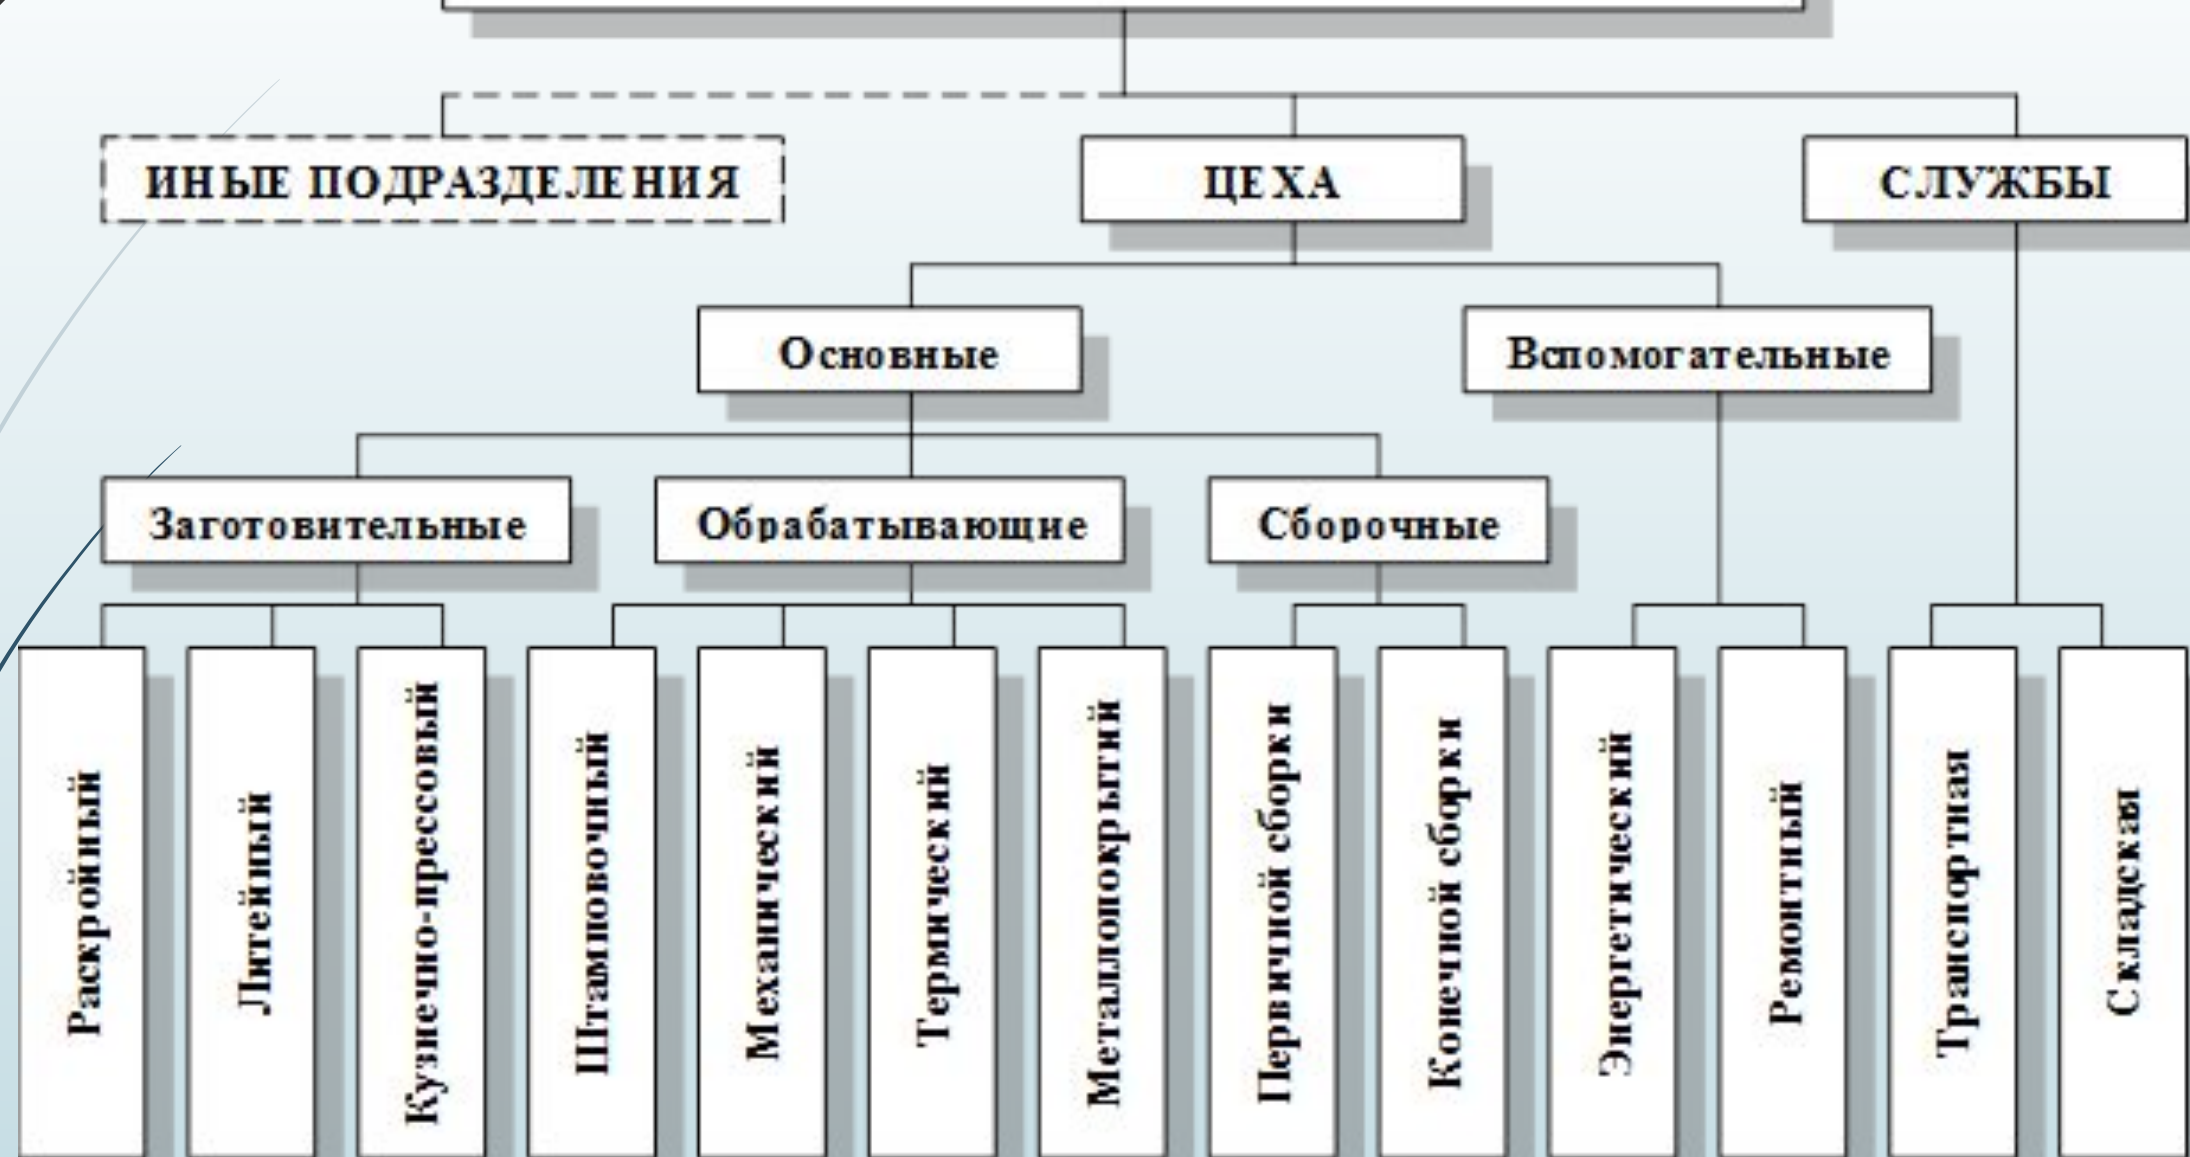 ИНЫЕ ПОДРАЗДЕЛЕНИЯ
ЦЕХА
СЛУЖБЫ
Основные
Вспомогательные
Заготовительные
Обрабатывающие
Сборочные
Раскройный
Литейный
Кузнечно-прессовый
Штамповочный
Механический
Термический
Металлопокрытий
Первичной сборки
Конечной сборки
Энергетический
Ремонтный
Транспортная
Складская